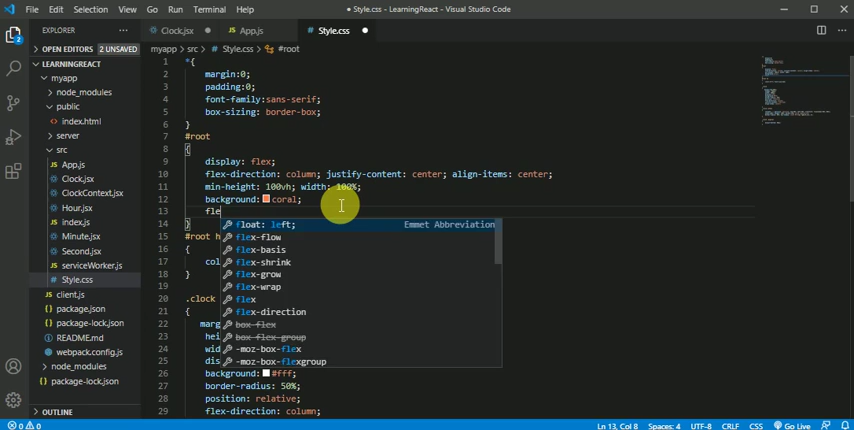 File Edit Selection View Go Run Terminal Help
• Style.css - LearningReact - Visual Studio Code
EXPLORER
Clock.jsx
JS App.js
# Style.css
OPEN EDITORS 2 UNSAVED
myapp > src > # Style.css > #root
LEARNINGREACT
myapp
node_modules
public
<> index.html
server
src
JS App.js
Clock.jsx
ClockContext.jsx
Hour.jsx
JS index.js
Minute.jsx
Second.jsx
JS serviceWorker.js
# Style.css
JS client.js
{} package.json
{} package-lock.json
README.md
webpack.config.js
node_modules
{} package-lock.json
OUTLINE
2
1 *{
2 margin:0;
3 padding:0;
4 font-family:sans-serif;
5 box-sizing: border-box;
6 }
7 #root
8 {
9 display: flex;
10 flex-direction: column; justify-content: center; align-items: center;
11 min-height: 100vh; width: 100%;
12 background: coral;
13 fle
14 }
15 #root h
16 {
17 col
18 }
19
20 .clock
21 {
22 marg
23 hei
24 wid
25 dis
26 background: #fff;
27 border-radius: 50%;
28 position: relative;
29 flex-direction: column;
float: left; Emmet Abbreviation
flex-flow
flex-basis
flex-shrink
flex-grow
flex-wrap
flex
flex-direction
box-flex
box-flex-group
-moz-box-flex
-moz-box-flexgroup
0 0
Ln 13, Col 8 Spaces: 4 UTF-8 CRLF CSS Go Live